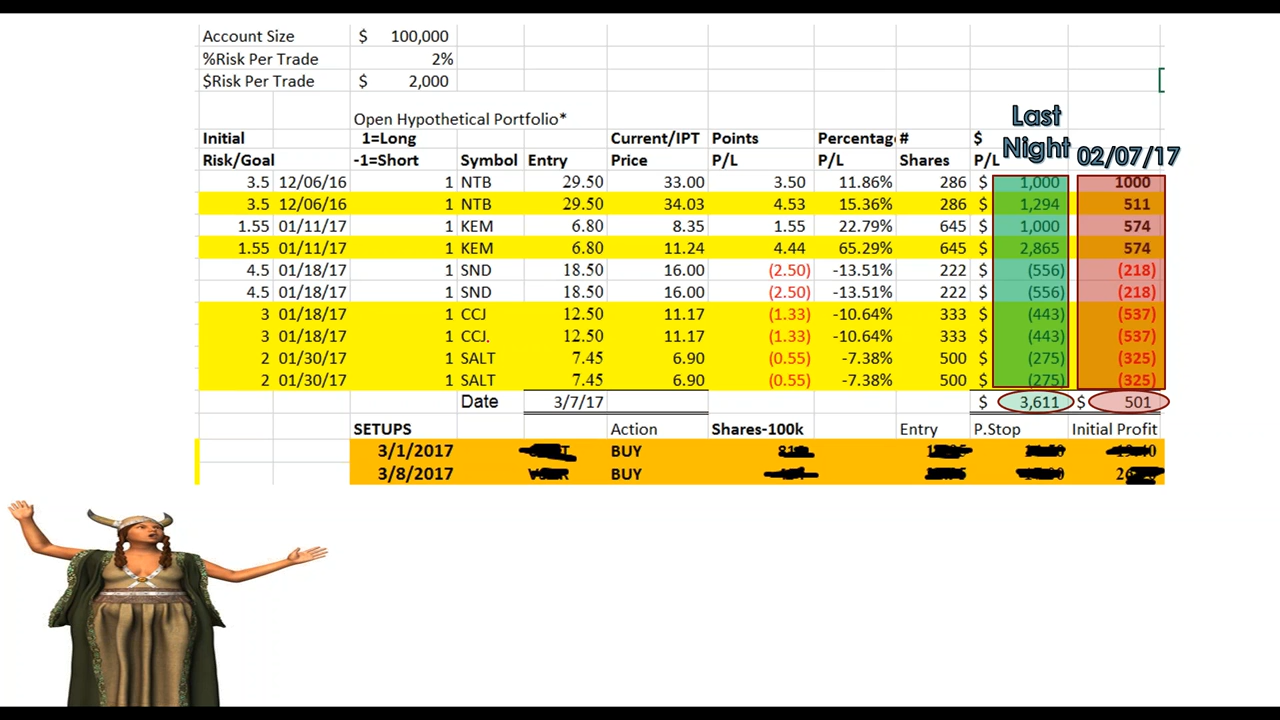 Account Size $ 100,000
%Risk Per Trade 2%
$Risk Per Trade $ 2,000
Open Hypothetical Portfolio*
Last Night
02/07/17
Initial 1=Long Current/IPT Points Percentag # $
Risk/Goal -1=Short Symbol Entry Price P/L P/L Shares P/L
3.5 12/06/16 1 NTB 29.50 33.00 3.50 11.86% 286 $ 1,000 1000
3.5 12/06/16 1 NTB 29.50 34.03 4.53 15.36% 286 $ 1,294 511
1.55 01/11/17 1 KEM 6.80 8.35 1.55 22.79% 645 $ 1,000 574
1.55 01/11/17 1 KEM 6.80 11.24 4.44 65.29% 645 $ 2,865 574
4.5 01/18/17 1 SND 18.50 16.00 (2.50) -13.51% 222 $ (556) (218)
4.5 01/18/17 1 SND 18.50 16.00 (2.50) -13.51% 222 $ (556) (218)
3 01/18/17 1 CCJ 12.50 11.17 (1.33) -10.64% 333 $ (443) (537)
3 01/18/17 1 CCJ. 12.50 11.17 (1.33) -10.64% 333 $ (443) (537)
2 01/30/17 1 SALT 7.45 6.90 (0.55) -7.38% 500 $ (275) (325)
2 01/30/17 1 SALT 7.45 6.90 (0.55) -7.38% 500 $ (275) (325)
Date 3/7/17 $ 3,611 $ 501
SETUPS Action Shares-100k Entry P.Stop Initial Profit
3/1/2017 BUY
3/8/2017 BUY